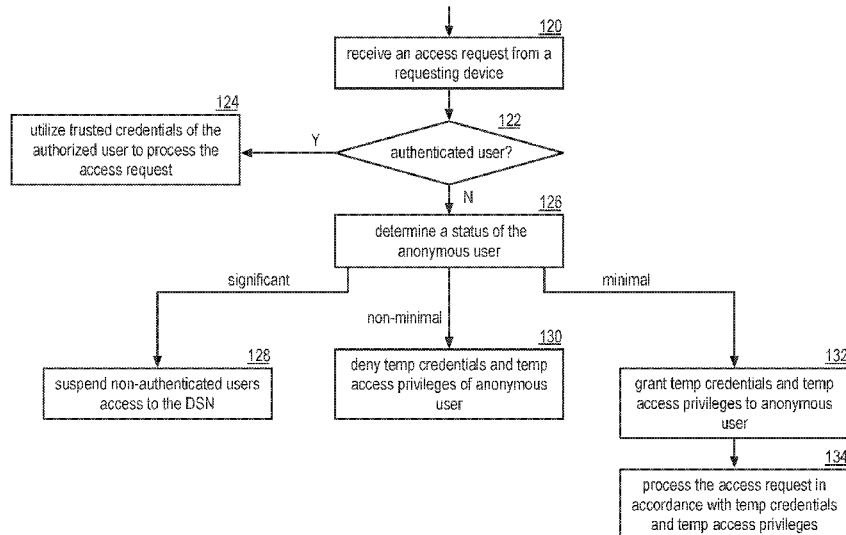 120
receive an access request from a
requesting device
124
utilize trusted credentials of the
authorized user to process the
access request
Y
122
authenticated user?
N
126
determine a status of the
anonymous user
significant
non-minimal
minimal
128
suspend non-authenticated users
access to the DSN
130
deny temp credentials and temp
access privileges of anonymous
user
132
grant temp credentials and temp
access privileges to anonymous
user
134
process the access request in
accordance with temp credentials
and temp access privileges